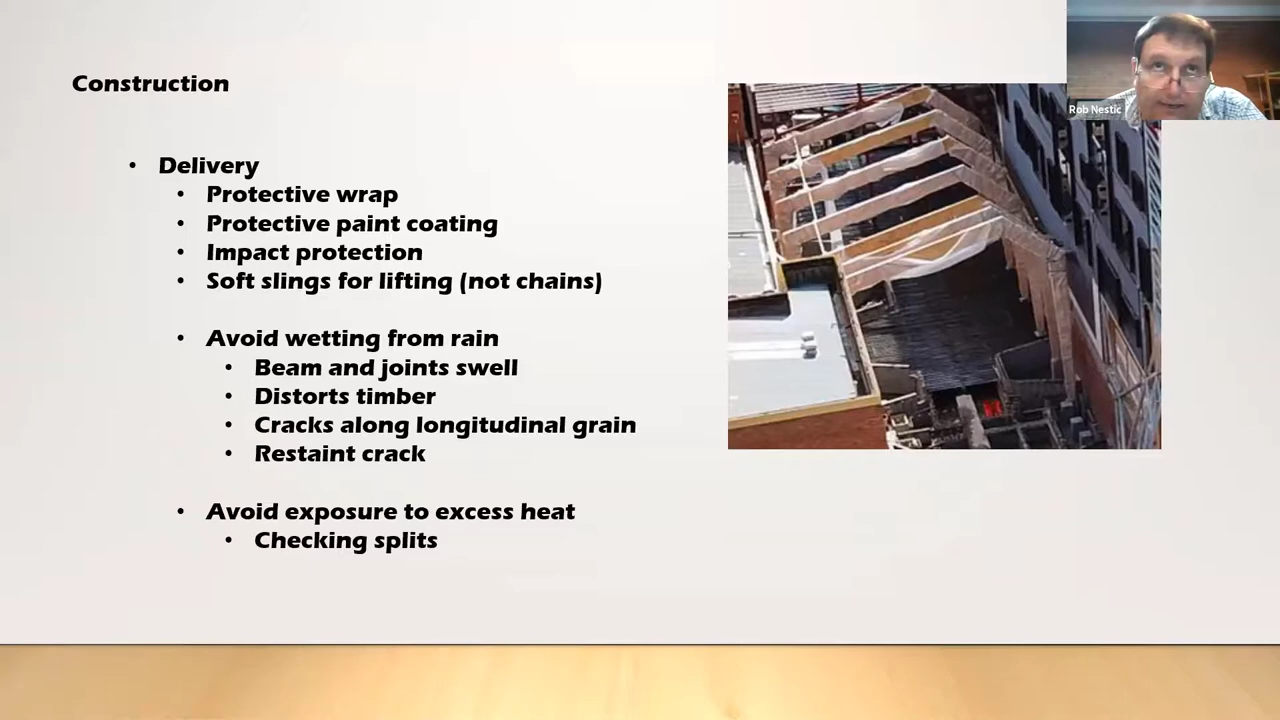 Construction
Rob Nestic
• Delivery
• Protective wrap
• Protective paint coating
• Impact protection
• Soft slings for lifting (not chains)
• Avoid wetting from rain
• Beam and joints swell
• Distorts timber
• Cracks along longitudinal grain
• Restaint crack
• Avoid exposure to excess heat
• Checking splits